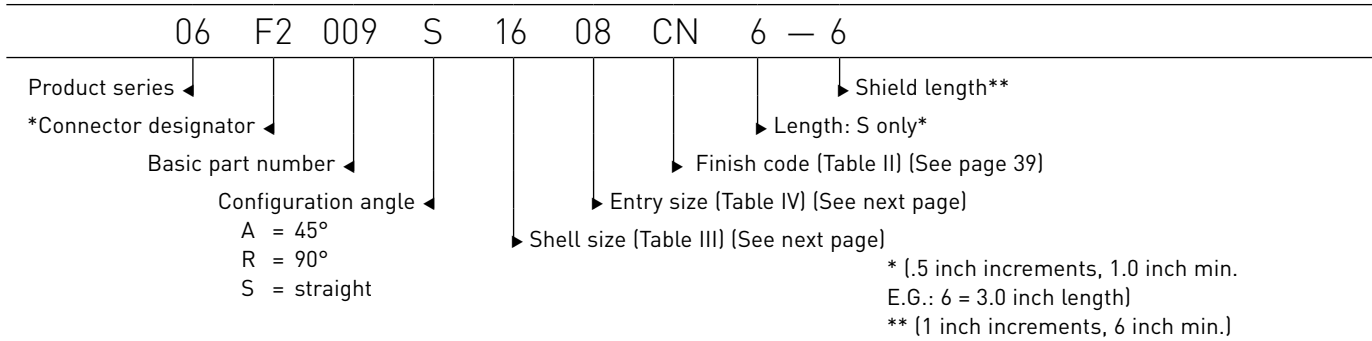 06 F2 009 S 16 08 CN 6 — 6
Product series
Shield length**
*Connector designator
Length: S only*
Basic part number
Finish code (Table II) (See page 39)
Configuration angle
Entry size (Table IV) (See next page)
A = 45°
Shell size (Table III) (See next page)
R = 90°
S = straight
* (.5 inch increments, 1.0 inch min.
E.G.: 6 = 3.0 inch length)
** (1 inch increments, 6 inch min.)